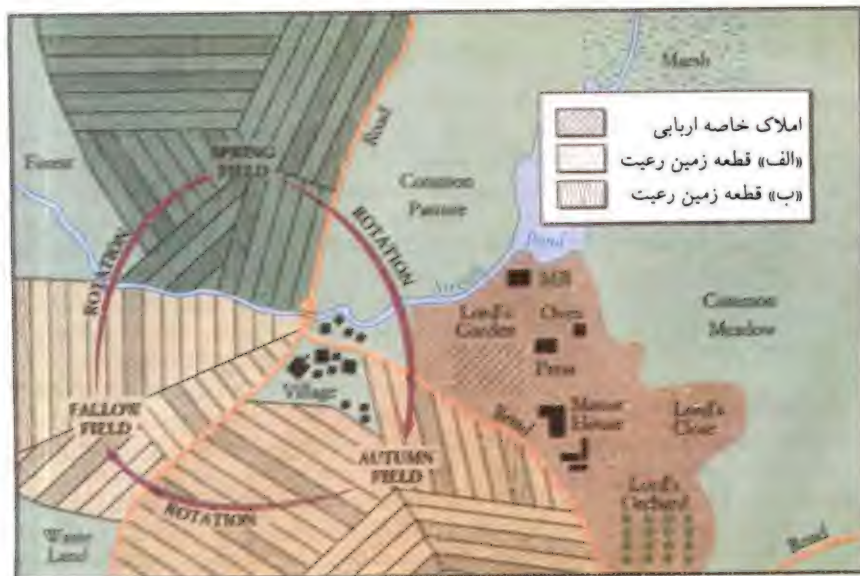 Marsh
املاک خاصه اربابی
«الف» قطعه زمین رعیت
«ب» قطعه زمین رعیت
Forest
SPRING
FIELD
Road
Common
Pasture
ROTATION
ROTATION
Pond
Mill
Lord's
Garden
Oven
Press
Common
Meadow
Village
Manor
House
Lord's
Close
Road
FALLOW
FIELD
AUTUMN
FIELD
ROTATION
Lord's
Orchard
Waste
Land
Road